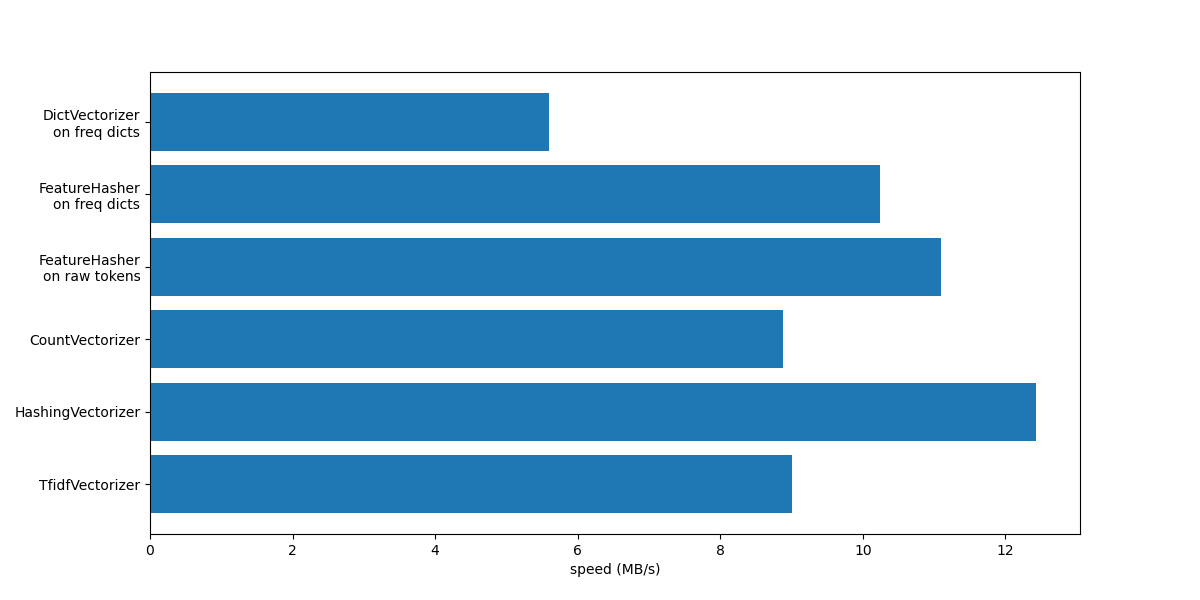 DictVectorizer
on freq dicts
FeatureHasher
on freq dicts
FeatureHasher
on raw tokens
CountVectorizer
HashingVectorizer
TfidfVectorizer
0 2 4 6 8 10 12
speed (MB/s)